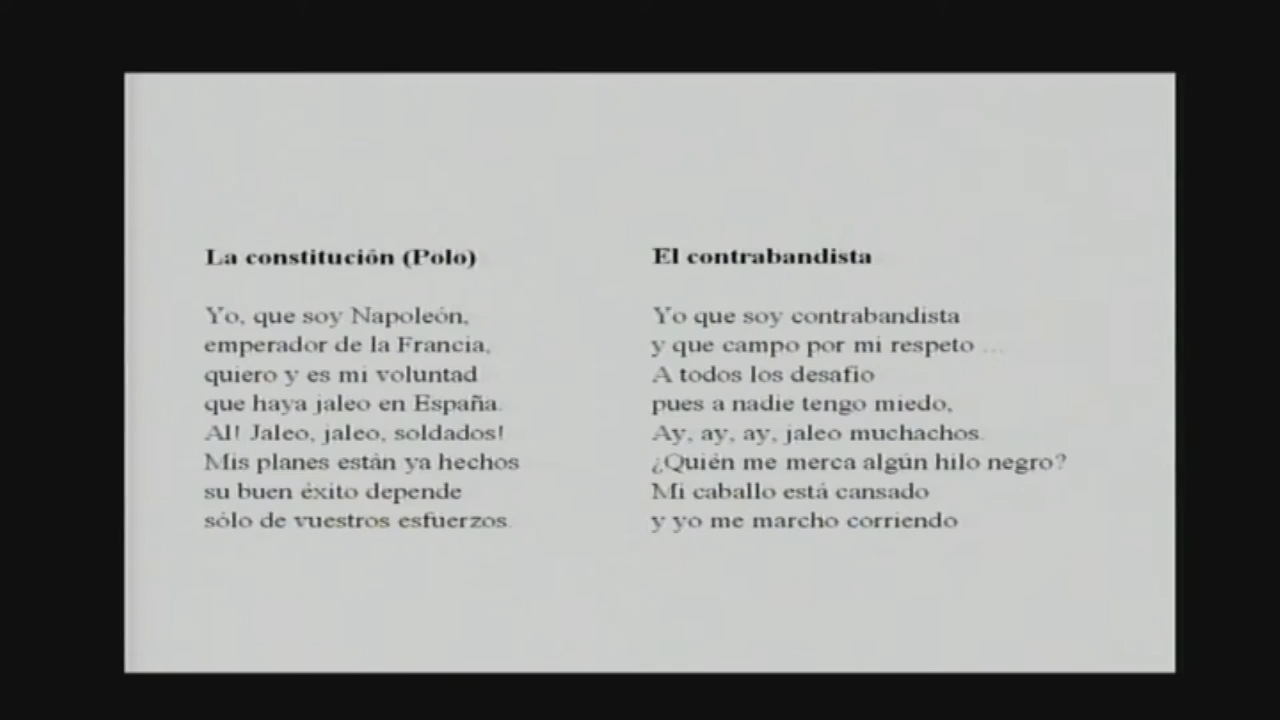 La constitución (Polo)
Yo, que soy Napoleón,
emperador de la Francia,
quiero y es mi voluntad
que haya jaleo en España.
Al! Jaleo, jaleo, soldados!
Mis planes están ya hechos
su buen éxito depende
sólo de vuestros esfuerzos.
El contrabandista
Yo que soy contrabandista
y que campo por mi respeto ...
A todos los desafío
pues a nadie tengo miedo,
Ay, ay, ay, jaleo muchachos.
¿Quién me merca algún hilo negro?
Mi caballo está cansado
y yo me marcho corriendo